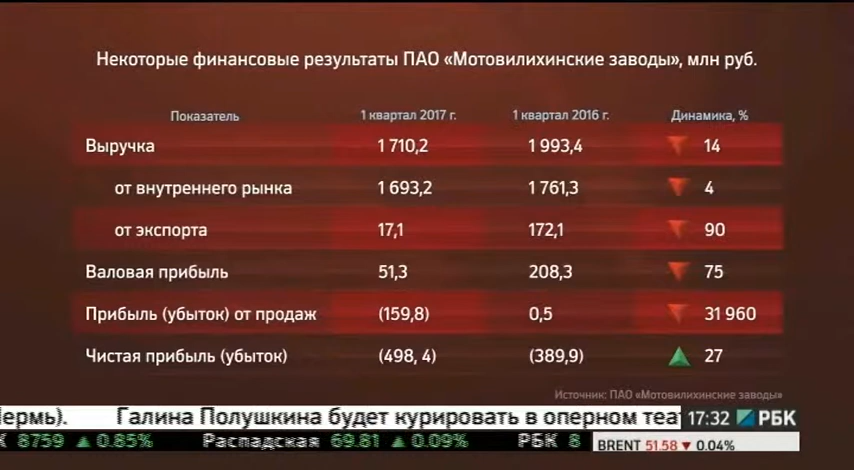 Некоторые финансовые результаты ПАО «Мотовилихинские заводы», млн руб.
Показатель 1 квартал 2017 г. 1 квартал 2016 г. Динамика, %
Выручка 1 710,2 1 993,4 ▼ 14
от внутреннего рынка 1 693,2 1 761,3 ▼ 4
от экспорта 17,1 172,1 ▼ 90
Валовая прибыль 51,3 208,3 ▼ 75
Прибыль (убыток) от продаж (159,8) 0,5 ▼ 31 960
Чистая прибыль (убыток) (498, 4) (389,9) ▲ 27
Источник: ПАО «Мотовилихинские заводы»
Пермь). Галина Полушкина будет курировать в оперном теа 17:32 РБК
К 8759 ▲ 0.85% Распадская 69.81 ▲ 0.09% РБК 8 BRENT 51.58 ▼ 0.04%